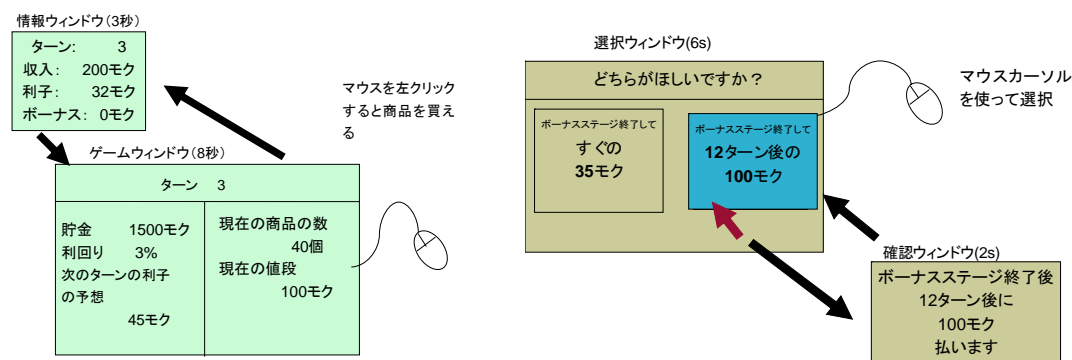 情報ウィンドウ(3秒)
ターン: 3
収入: 200モク
利子: 32モク
ボーナス: 0モク
マウスを左クリック
すると商品を買え
る
ゲームウィンドウ(8秒)
ターン 3
貯金 1500モク
利回り 3%
次のターンの利子
の予想
45モク
現在の商品の数
40個
現在の値段
100モク
選択ウィンドウ(6s)
どちらがほしいですか？
ボーナスステージ終了して
すぐの
35モク
ボーナスステージ終了して
12ターン後の
100モク
マウスカーソル
を使って選択
確認ウィンドウ(2s)
ボーナスステージ終了後
12ターン後に
100モク
払います